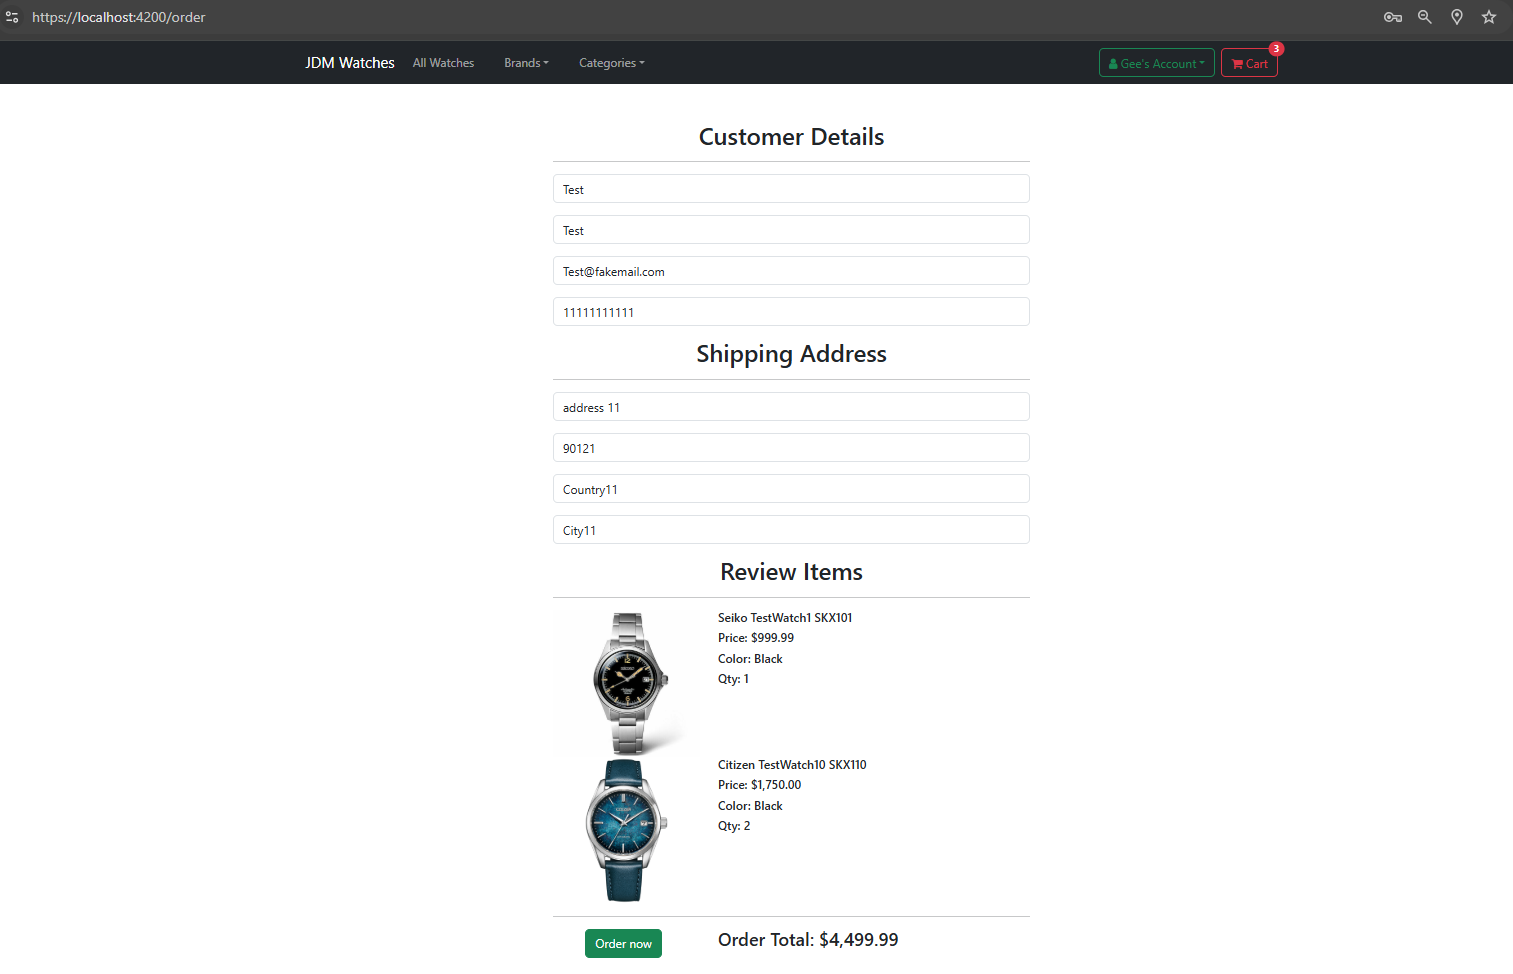 https://localhost:4200/order
JDM Watches All Watches Brands Categories Gee's Account Cart 3
Customer Details
Test
Test
Test@fakemail.com
11111111111
Shipping Address
address 11
90121
Country11
City11
Review Items
Seiko TestWatch1 SKX101
Price: $999.99
Color: Black
Qty: 1
Citizen TestWatch10 SKX110
Price: $1,750.00
Color: Black
Qty: 2
Order now Order Total: $4,499.99